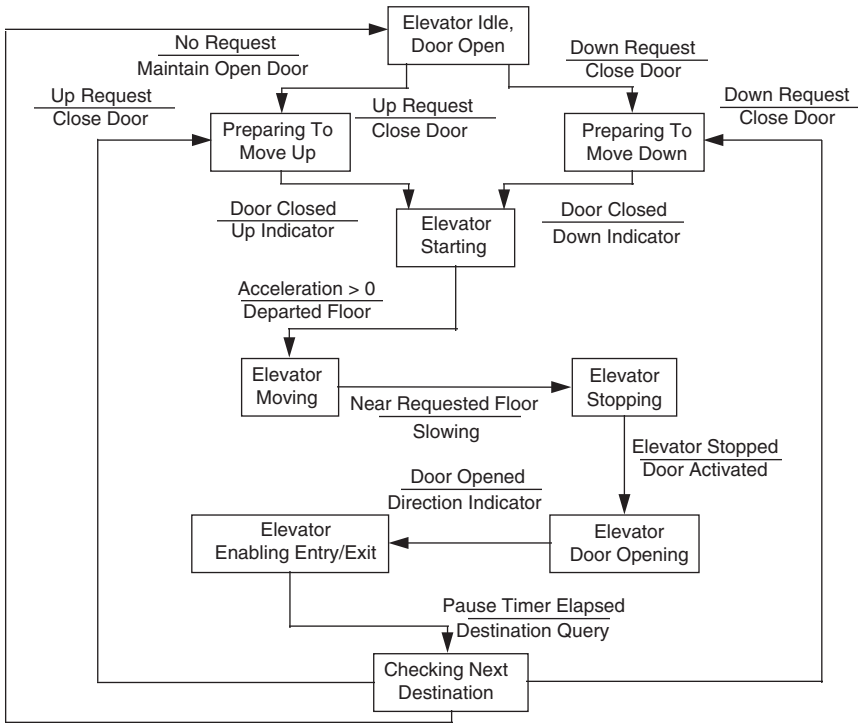 Elevator Idle,
Door Open
No Request
Maintain Open Door
Down Request
Close Door
Up Request
Close Door
Up Request
Close Door
Down Request
Close Door
Preparing To
Move Up
Preparing To
Move Down
Door Closed
Up Indicator
Elevator
Starting
Door Closed
Down Indicator
Acceleration > 0
Departed Floor
Elevator
Moving
Near Requested Floor
Slowing
Elevator
Stopping
Elevator Stopped
Door Activated
Door Opened
Direction Indicator
Elevator
Enabling Entry/Exit
Elevator
Door Opening
Pause Timer Elapsed
Destination Query
Checking Next
Destination